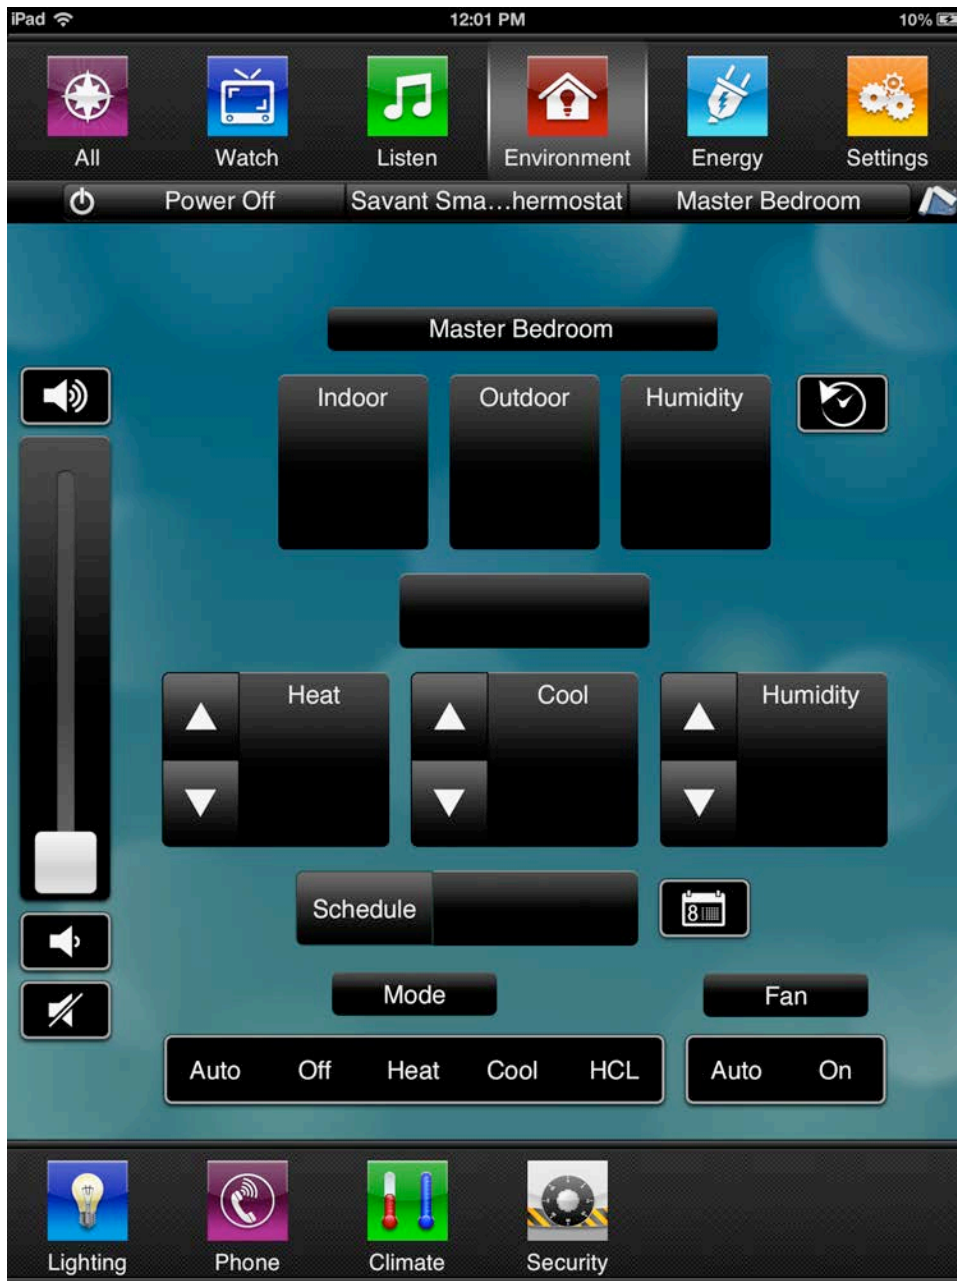 iPad 12:01 PM 10%
All Watch Listen Environment Energy Settings
Power Off Savant Sma...hermostat Master Bedroom
Master Bedroom
Indoor Outdoor Humidity
Heat Cool Humidity
Schedule 8
Mode Fan
Auto Off Heat Cool HCL Auto On
Lighting Phone Climate Security